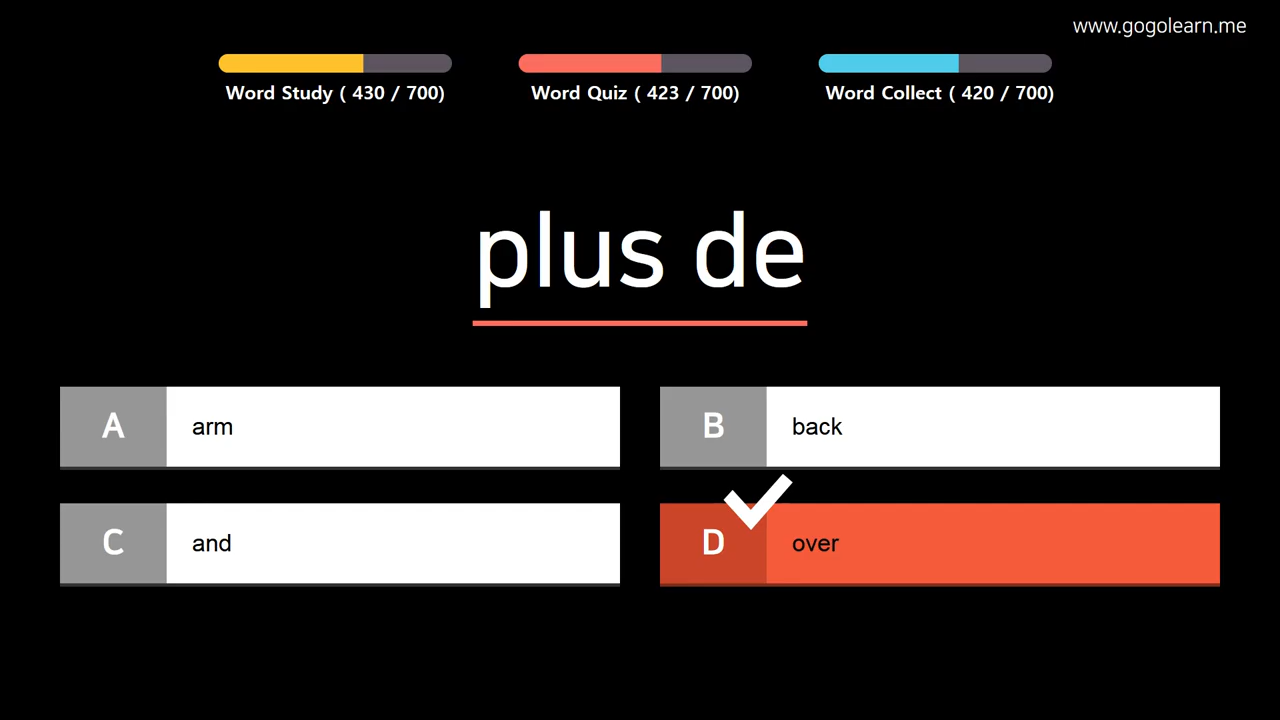 www.gogolearn.me
Word Study ( 430 / 700)
Word Quiz ( 423 / 700)
Word Collect ( 420 / 700)
plus de
A arm
B back
C and
D over